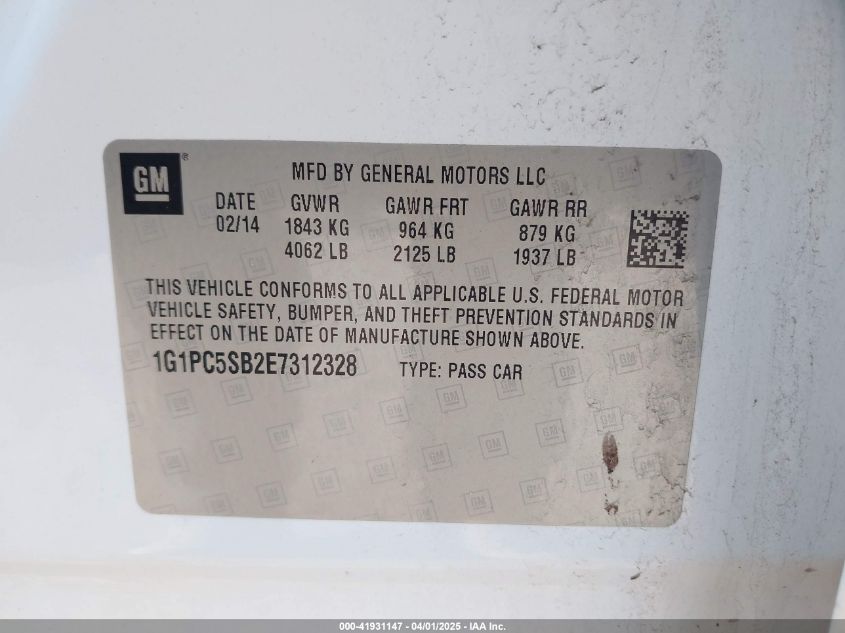 GM ®
MFD BY GENERAL MOTORS LLC
DATE GVWR GAWR FRT GAWR RR
02/14 1843 KG 964 KG 879 KG
4062 LB 2125 LB 1937 LB
THIS VEHICLE CONFORMS TO ALL APPLICABLE U.S. FEDERAL MOTOR
VEHICLE SAFETY, BUMPER, AND THEFT PREVENTION STANDARDS IN
EFFECT ON THE DATE OF MANUFACTURE SHOWN ABOVE.
1G1PC5SB2E7312328 TYPE: PASS CAR
000-41931147 - 04/01/2025 - IAA Inc.